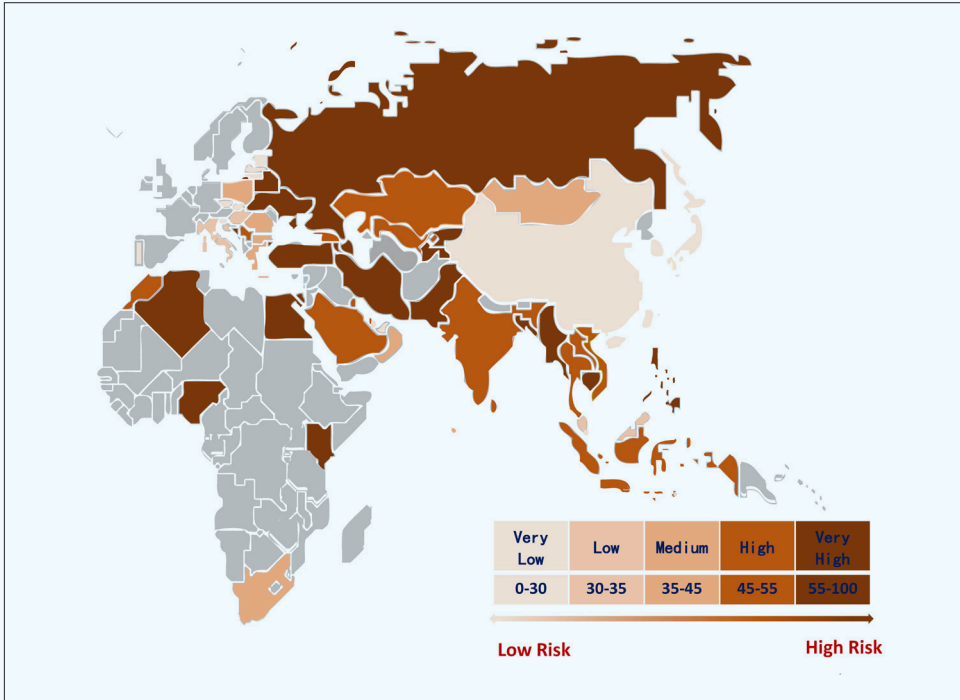 Very Low
Low
Medium
High
Very High
0-30
30-35
35-45
45-55
55-100
Low Risk
High Risk